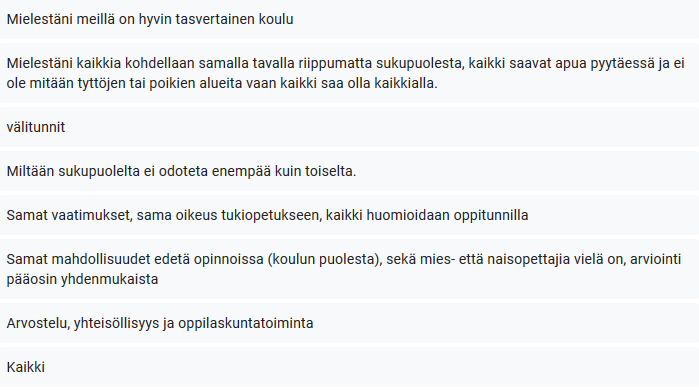 Mielestäni meillä on hyvin tasvertainen koulu
Mielestäni kaikkia kohdellaan samalla tavalla riippumatta sukupuolesta, kaikki saavat apua pyytäessä ja ei
ole mitään tyttöjen tai poikien alueita vaan kaikki saa olla kaikkialla.
välitunnit
Miltään sukupuolelta ei odoteta enempää kuin toiselta.
Samat vaatimukset, sama oikeus tukiopetukseen, kaikki huomioidaan oppitunnilla
Samat mahdollisuudet edetä opinnoissa (koulun puolesta), sekä mies- että naisopettajia vielä on, arviointi
pääosin yhdenmukaista
Arvostelu, yhteisöllisyys ja oppilaskuntatoiminta
Kaikki